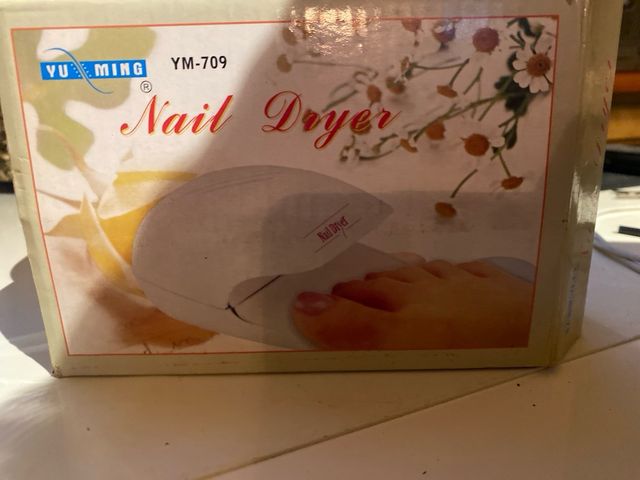 YU MING
®
YM-709
Nail Dryer
Nail Dryer